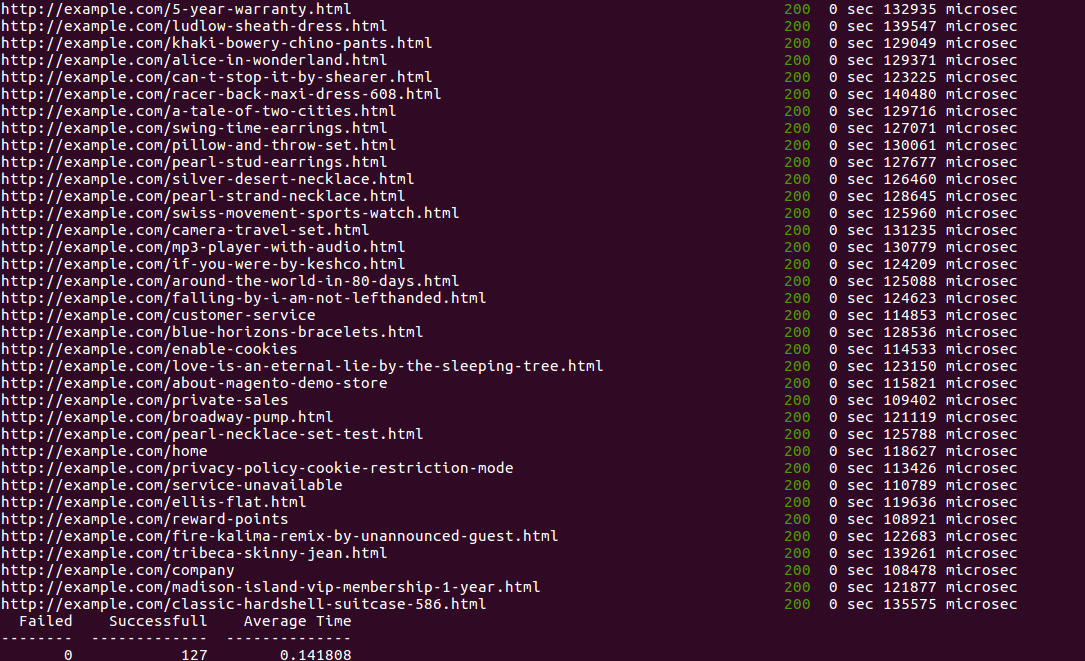 http://example.com/5-year-warranty.html 200 0 sec 132935 microsec
http://example.com/ludlow-sheath-dress.html 200 0 sec 139547 microsec
http://example.com/khaki-bowery-chino-pants.html 200 0 sec 129049 microsec
http://example.com/alice-in-wonderland.html 200 0 sec 129371 microsec
http://example.com/can-t-stop-it-by-shearer.html 200 0 sec 123225 microsec
http://example.com/racer-back-maxi-dress-608.html 200 0 sec 140480 microsec
http://example.com/a-tale-of-two-cities.html 200 0 sec 129716 microsec
http://example.com/swing-time-earrings.html 200 0 sec 127071 microsec
http://example.com/pillow-and-throw-set.html 200 0 sec 130061 microsec
http://example.com/pearl-stud-earrings.html 200 0 sec 127677 microsec
http://example.com/silver-desert-necklace.html 200 0 sec 126460 microsec
http://example.com/pearl-strand-necklace.html 200 0 sec 128645 microsec
http://example.com/swiss-movement-sports-watch.html 200 0 sec 125960 microsec
http://example.com/camera-travel-set.html 200 0 sec 131235 microsec
http://example.com/mp3-player-with-audio.html 200 0 sec 130779 microsec
http://example.com/if-you-were-by-keshco.html 200 0 sec 124209 microsec
http://example.com/around-the-world-in-80-days.html 200 0 sec 125088 microsec
http://example.com/falling-by-i-am-not-lefthanded.html 200 0 sec 124623 microsec
http://example.com/customer-service 200 0 sec 114853 microsec
http://example.com/blue-horizons-bracelets.html 200 0 sec 128536 microsec
http://example.com/enable-cookies 200 0 sec 114533 microsec
http://example.com/love-is-an-eternal-lie-by-the-sleeping-tree.html 200 0 sec 123150 microsec
http://example.com/about-magento-demo-store 200 0 sec 115821 microsec
http://example.com/private-sales 200 0 sec 109402 microsec
http://example.com/broadway-pump.html 200 0 sec 121119 microsec
http://example.com/pearl-necklace-set-test.html 200 0 sec 125788 microsec
http://example.com/home 200 0 sec 118627 microsec
http://example.com/privacy-policy-cookie-restriction-mode 200 0 sec 113426 microsec
http://example.com/service-unavailable 200 0 sec 110789 microsec
http://example.com/ellis-flat.html 200 0 sec 119636 microsec
http://example.com/reward-points 200 0 sec 108921 microsec
http://example.com/fire-kalima-remix-by-unannounced-guest.html 200 0 sec 122683 microsec
http://example.com/tribeca-skinny-jean.html 200 0 sec 139261 microsec
http://example.com/company 200 0 sec 108478 microsec
http://example.com/madison-island-vip-membership-1-year.html 200 0 sec 121877 microsec
http://example.com/classic-hardshell-suitcase-586.html 200 0 sec 135575 microsec
Failed Successfull Average Time
-------- ------------- --------------
0 127 0.141808